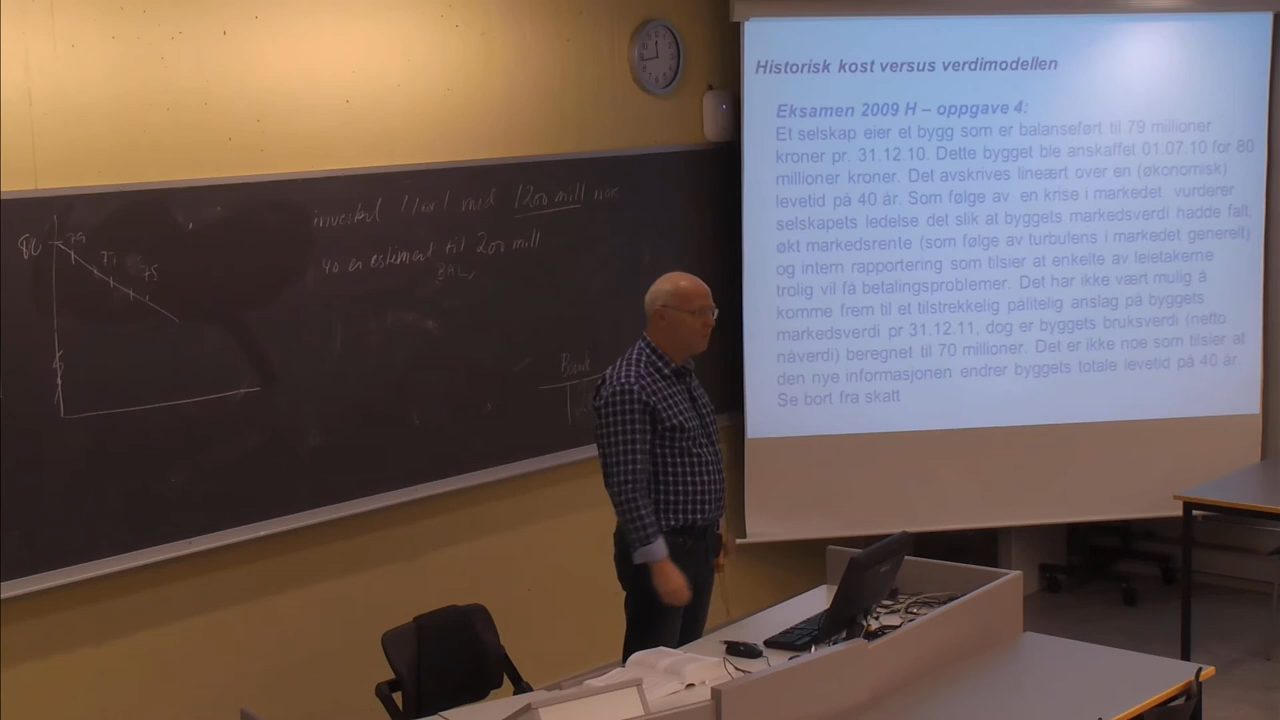 Historisk kost versus verdimodellen
Eksamen 2009 H – oppgave 4:
Et selskap eier et bygg som er balanseført til 79 millioner
kroner pr. 31.12.10. Dette bygget ble anskaffet 01.07.10 for 80
millioner kroner. Det avskrives lineært over en (økonomisk)
levetid på 40 år. Som følge av en krise i markedet vurderer
selskapets ledelse det slik at byggets markedsverdi hadde falt,
økt markedsrente (som følge av turbulens i markedet generelt)
og intern rapportering som tilsier at enkelte av leietakerne
trolig vil få betalingsproblemer. Det har ikke vært mulig å
komme frem til et tilstrekkelig pålitelig anslag på byggets
markedsverdi pr 31.12.11, dog er byggets bruksverdi (netto
nåverdi) beregnet til 70 millioner. Det er ikke noe som tilsier at
den nye informasjonen endrer byggets totale levetid på 40 år.
Se bort fra skatt
med 1200 mill
40 er estimert til 200 mill
BAL
80
79
77
75